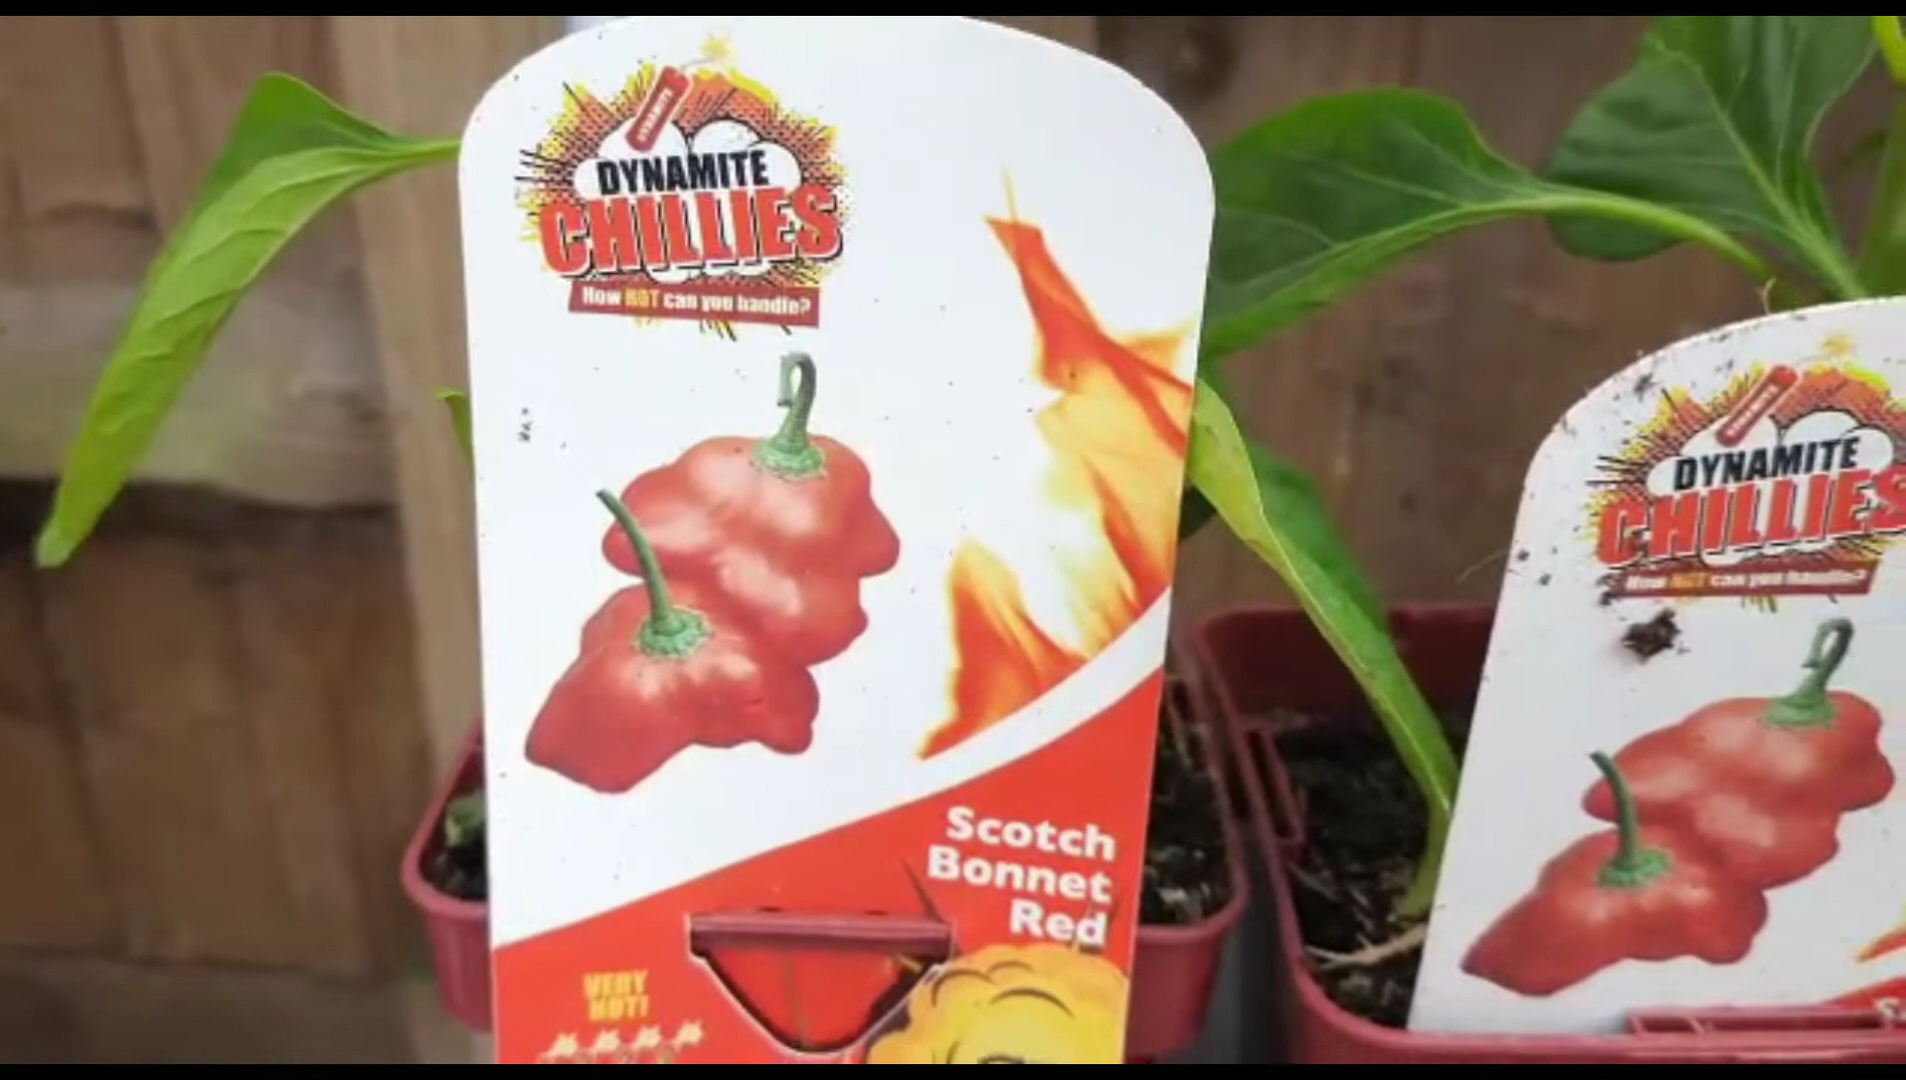 DYNAMITE
DYNAMITE
CHILLIES
How HOT can you handle?
Scotch
Bonnet
Red
VERY
HOT!
DYNAMITE
CHILLIES
How HOT can you handle?